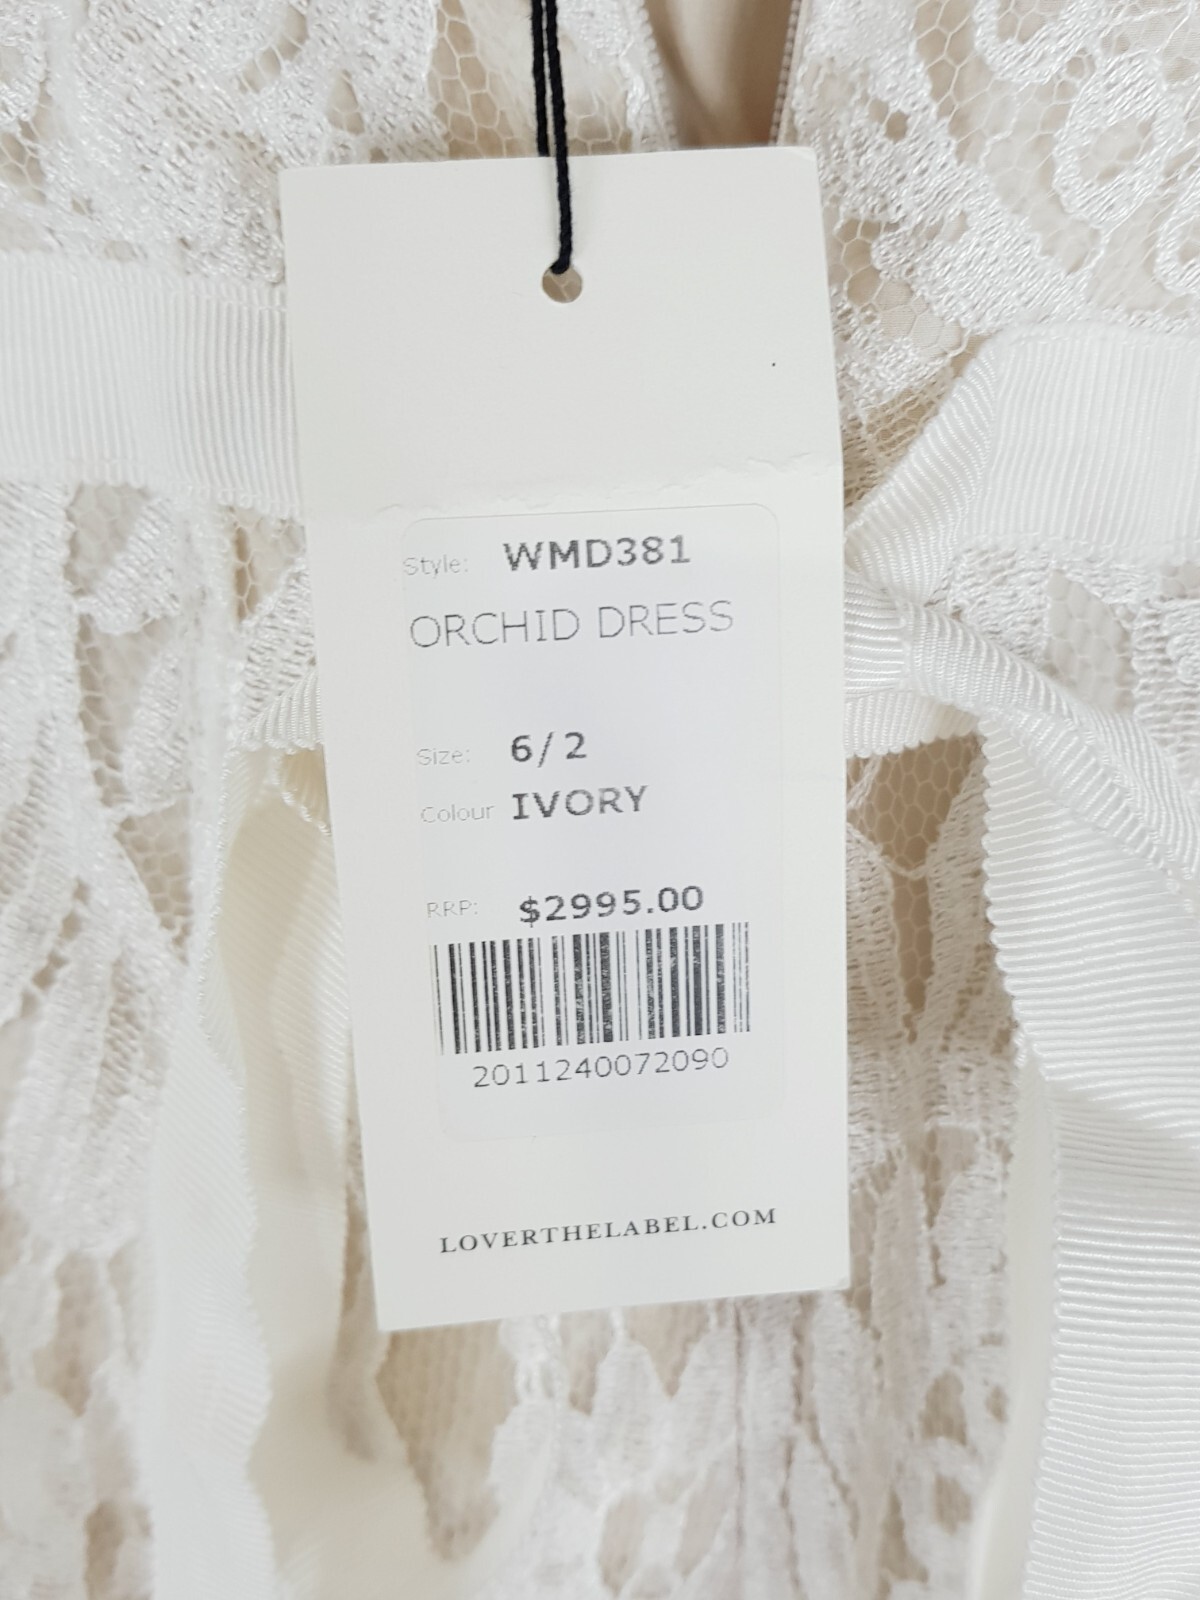 Style: WMD381
ORCHID DRESS
Size: 6/2
Colour IVORY
RRP: $2995.00
2011240072090
LOVERTHELABEL.COM